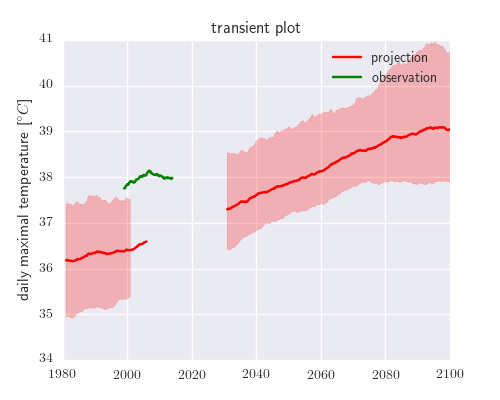 transient plot
41
40
39
38
37
36
35
34
daily maximal temperature [°C]
projection
observation
1980 2000 2020 2040 2060 2080 2100